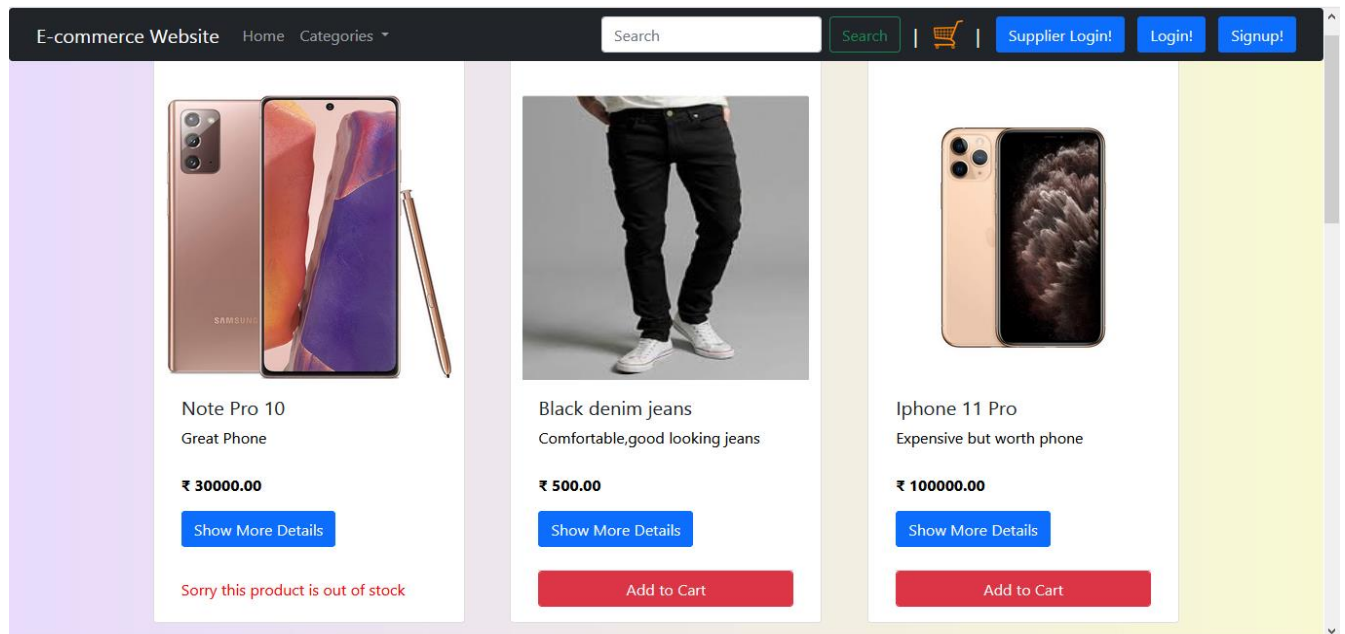 E-commerce Website Home Categories Search Search | | Supplier Login! Login! Signup!
SAMSUNG
Note Pro 10
Great Phone
₹ 30000.00
Show More Details
Sorry this product is out of stock
Black denim jeans
Comfortable,good looking jeans
₹ 500.00
Show More Details
Add to Cart
Iphone 11 Pro
Expensive but worth phone
₹ 100000.00
Show More Details
Add to Cart